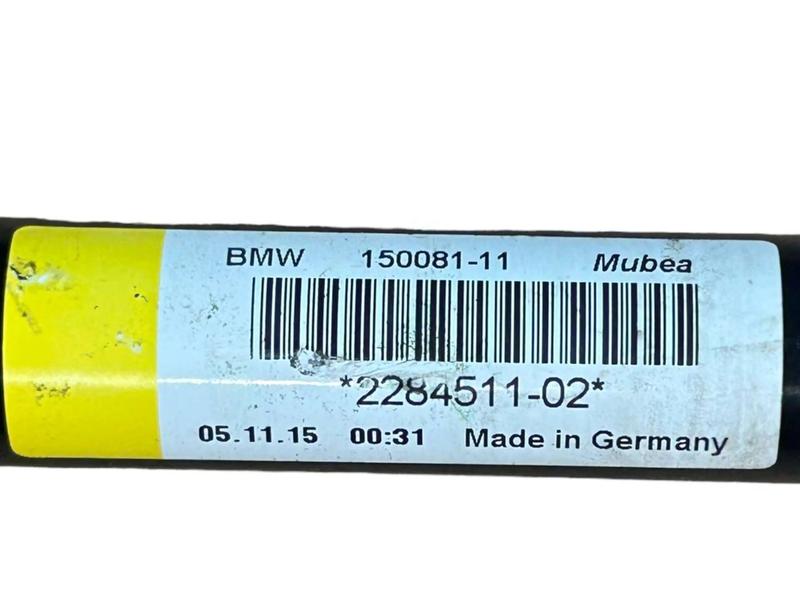 BMW 150081-11 Mubea
*2284511-02*
05.11.15 00:31 Made in Germany